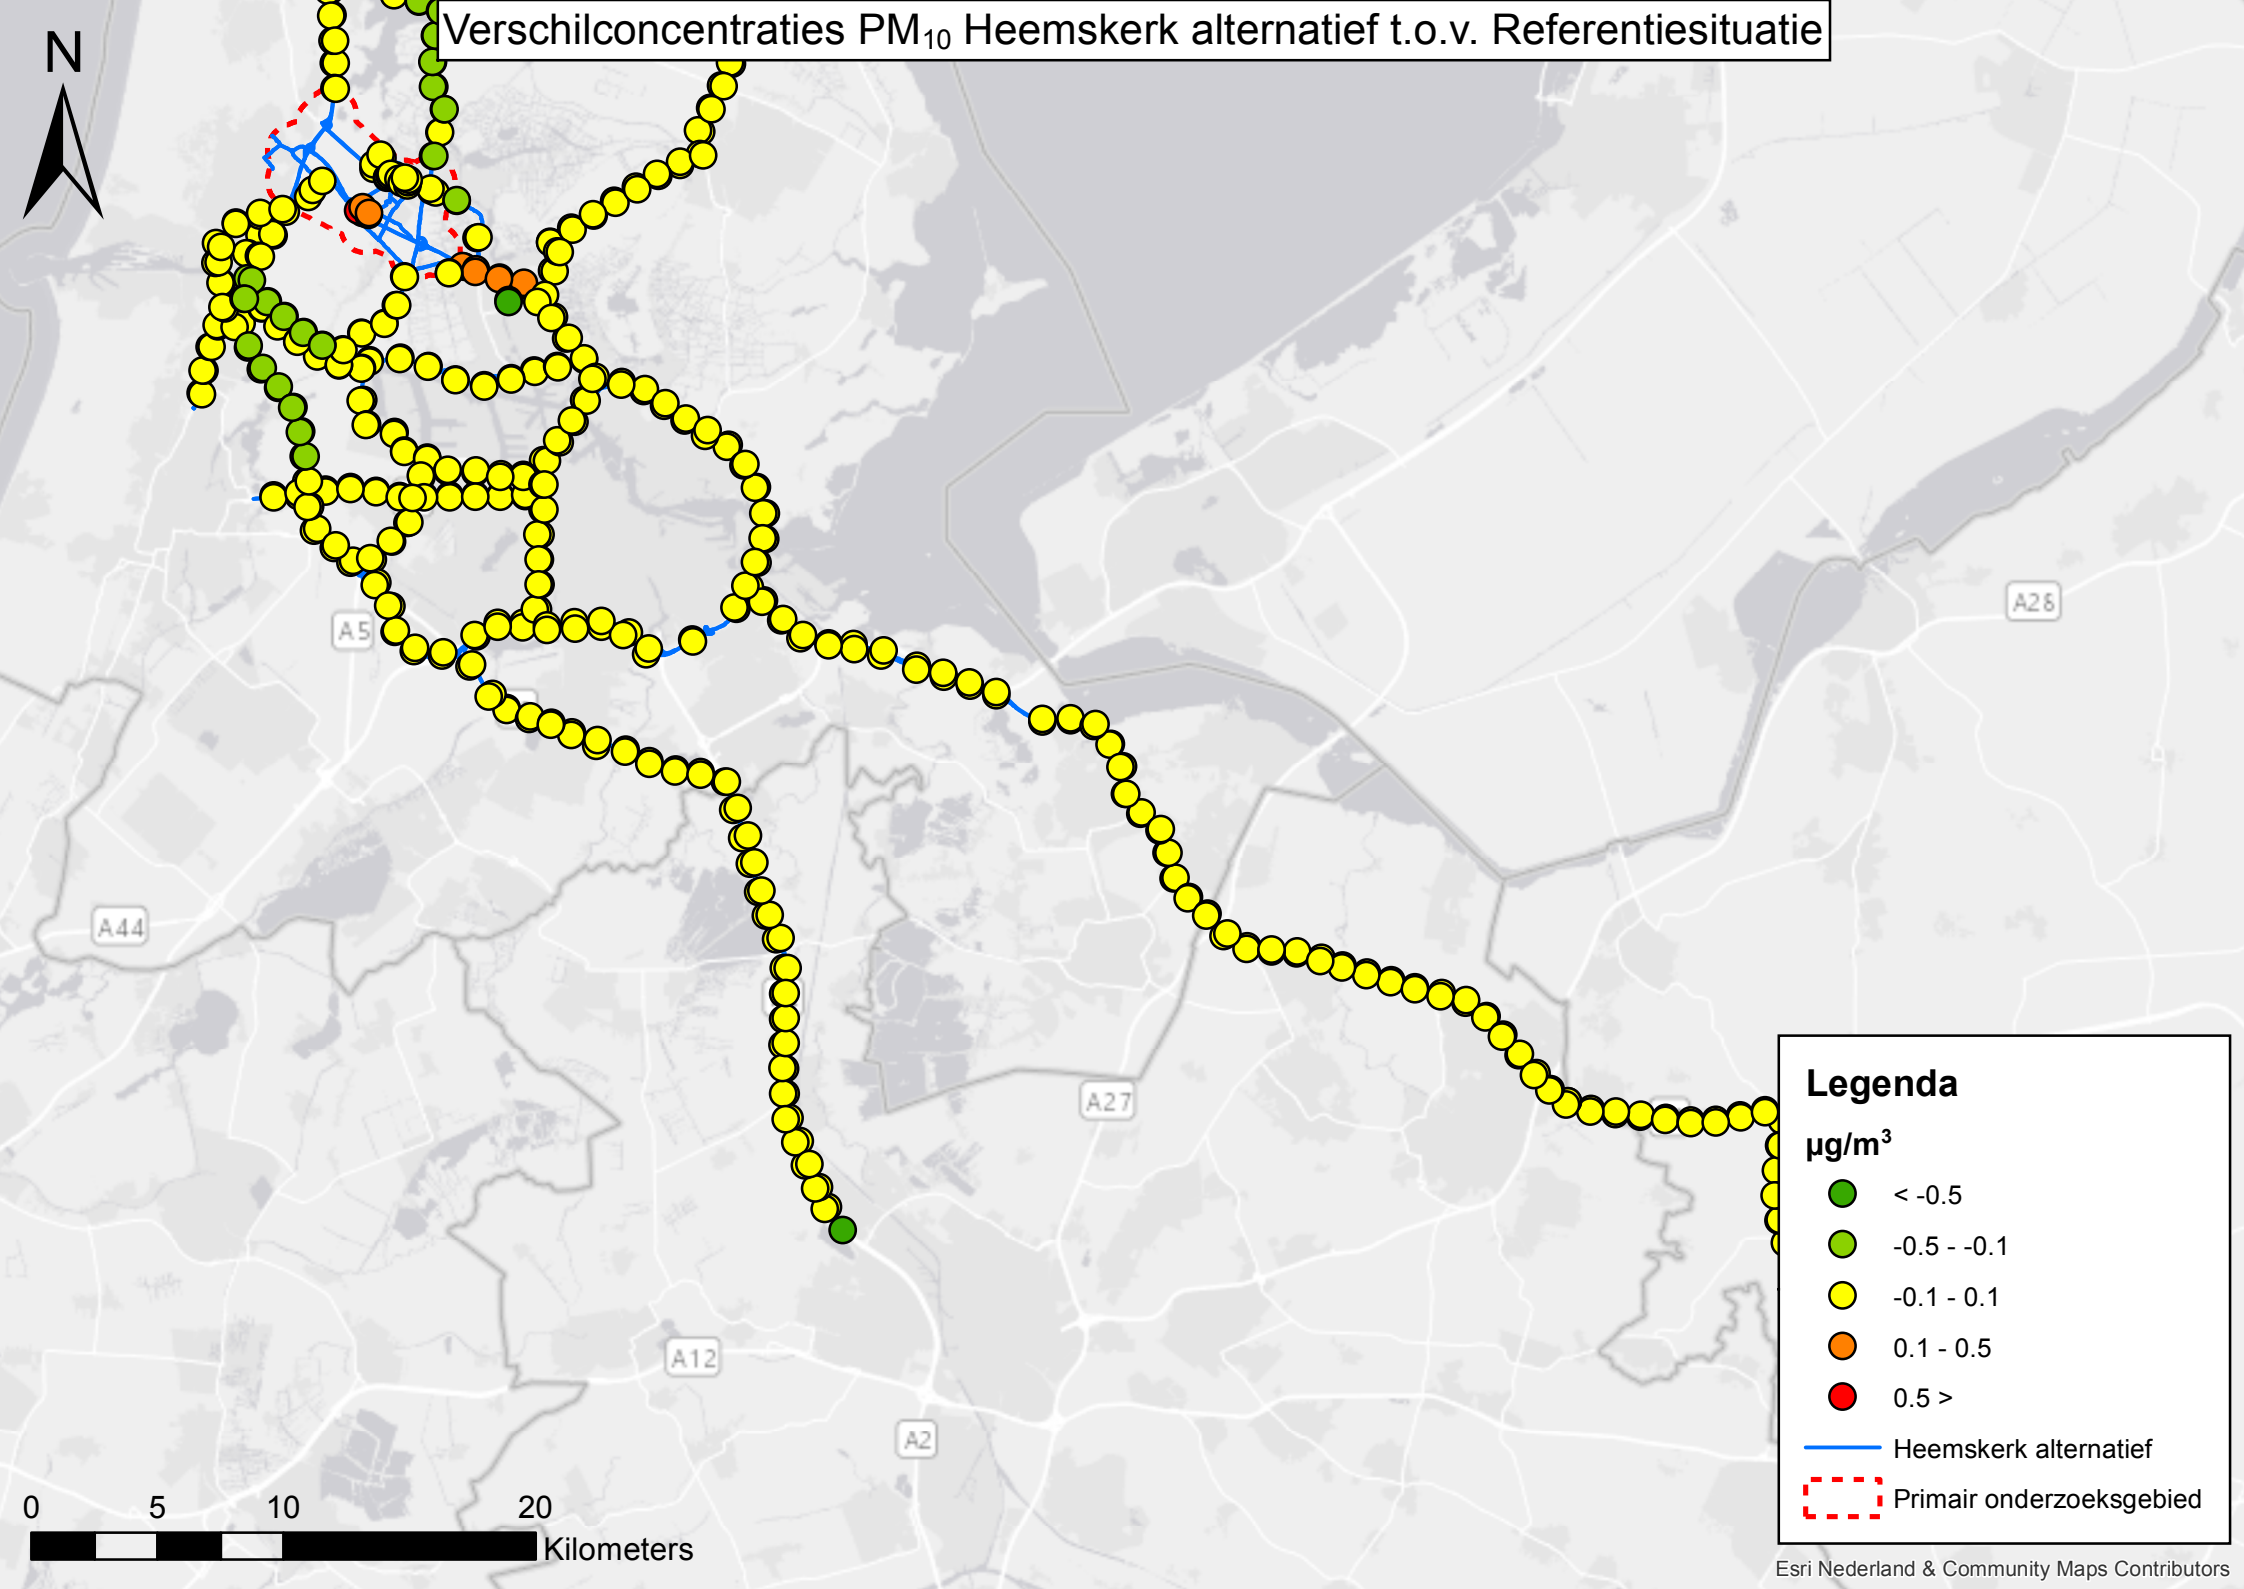 Verschilconcentraties PM₁₀ Heemskerk alternatief t.o.v. Referentiesituatie
N
A28
A5
A44
A27
A12
A2
Legenda
µg/m³
< -0.5
-0.5 - -0.1
-0.1 - 0.1
0.1 - 0.5
0.5 >
Heemskerk alternatief
Primair onderzoeksgebied
0 5 10 20
Kilometers
Esri Nederland & Community Maps Contributors